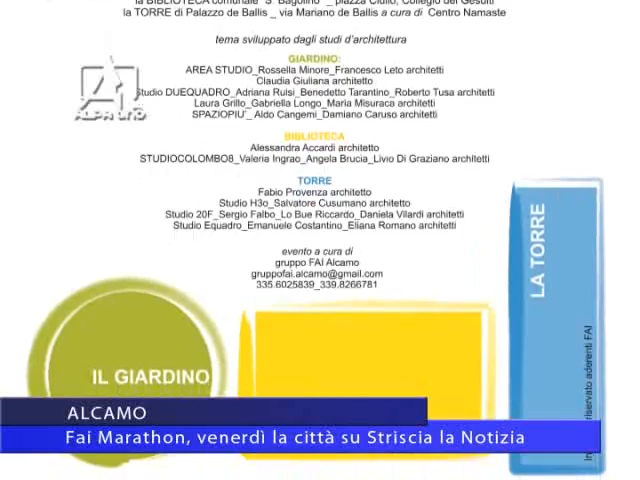 la BIBLIOTECA comunale "S. Bagolino" _ piazza Ciullo, Collegio dei Gesuiti
la TORRE di Palazzo de Ballis _ via Mariano de Ballis a cura di Centro Namaste
tema sviluppato dagli studi d'architettura
GIARDINO:
AREA STUDIO_Rossella Minore_Francesco Leto architetti
Claudia Giuliana architetto
Studio DUEQUADRO_Adriana Ruisi_Benedetto Tarantino_Roberto Tusa architetti
Laura Grillo_Gabriella Longo_Maria Misuraca architetti
SPAZIOPIU'_ Aldo Cangemi_Damiano Caruso architetti
ALPA UNO
BIBLIOTECA
Alessandra Accardi architetto
STUDIOCOLOMBO8_Valeria Ingrao_Angela Brucia_Livio Di Graziano architetti
TORRE
Fabio Provenza architetto
Studio H3o_Salvatore Cusumano architetto
Studio 20F_Sergio Falbo_Lo Bue Riccardo_Daniela Vilardi architetti
Studio Equadro_Emanuele Costantino_Eliana Romano architetti
evento a cura di
gruppo FAI Alcamo
gruppofai.alcamo@gmail.com
335.6025839_339.8266781
LA TORRE
riservato aderenti FAI
IL GIARDINO
ALCAMO
Fai Marathon, venerdì la città su Striscia la Notizia